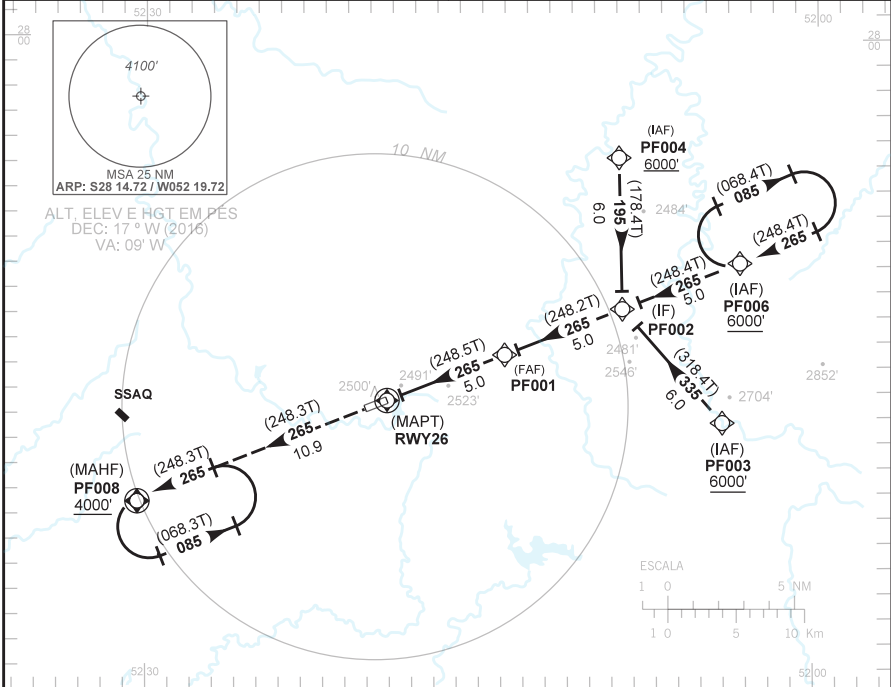 52 30
52 00
28
00
28
00
4100'
MSA 25 NM
ARP: S28 14.72 / W052 19.72
ALT, ELEV E HGT EM PES
DEC: 17 º W (2016)
VA: 09' W
10 NM
(IAF)
PF004
6000'
(178.4T)
195
6.0
2484'
(068.4T)
085
(248.4T)
265
(248.4T)
265
5.0
(IAF)
PF006
6000'
(IF)
PF002
(248.2T)
265
5.0
2481'
2546'
(318.4T)
335
6.0
2704'
2852'
(IAF)
PF003
6000'
(FAF)
PF001
(248.5T)
265
5.0
2500'
2491'
2523'
(MAPT)
RWY26
SSAQ
(248.3T)
265
10.9
(248.3T)
265
(MAHF)
PF008
4000'
(068.3T)
085
ESCALA
1 0 5 NM
1 0 5 10 Km
52 30
52 00